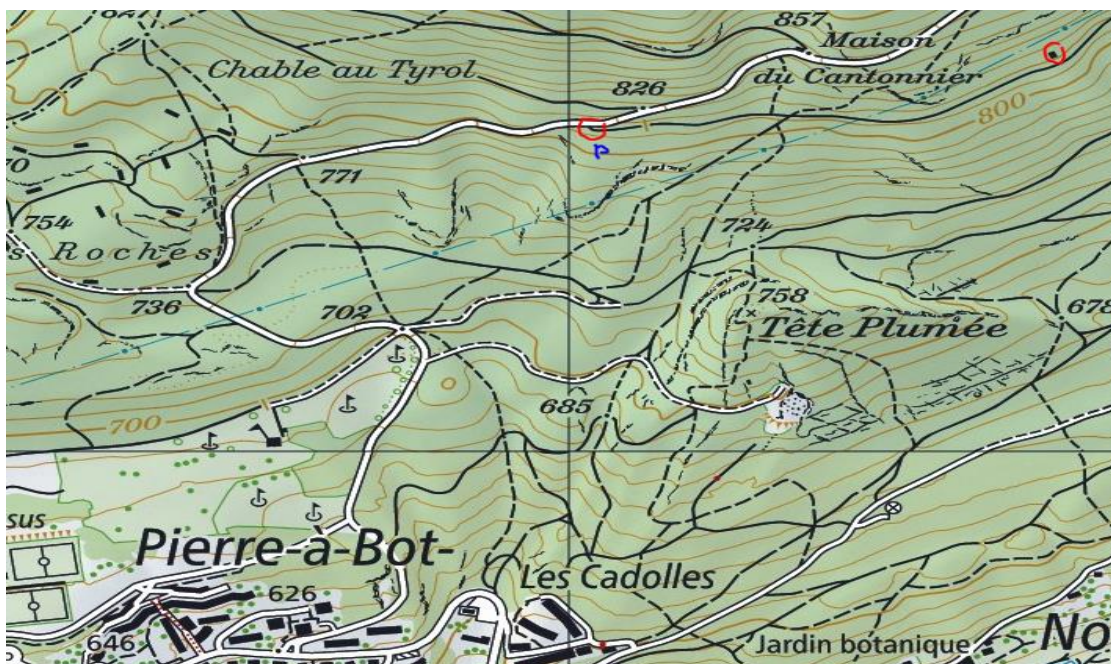 857
Maison
du Cantonnier
Chable au Tyrol
826
P
800
771
754
Roches
724
736
702
758
Tête Plumée
678
700
685
sus
Pierre-à-Bot-
Les Cadolles
626
646
Jardin botanique
No